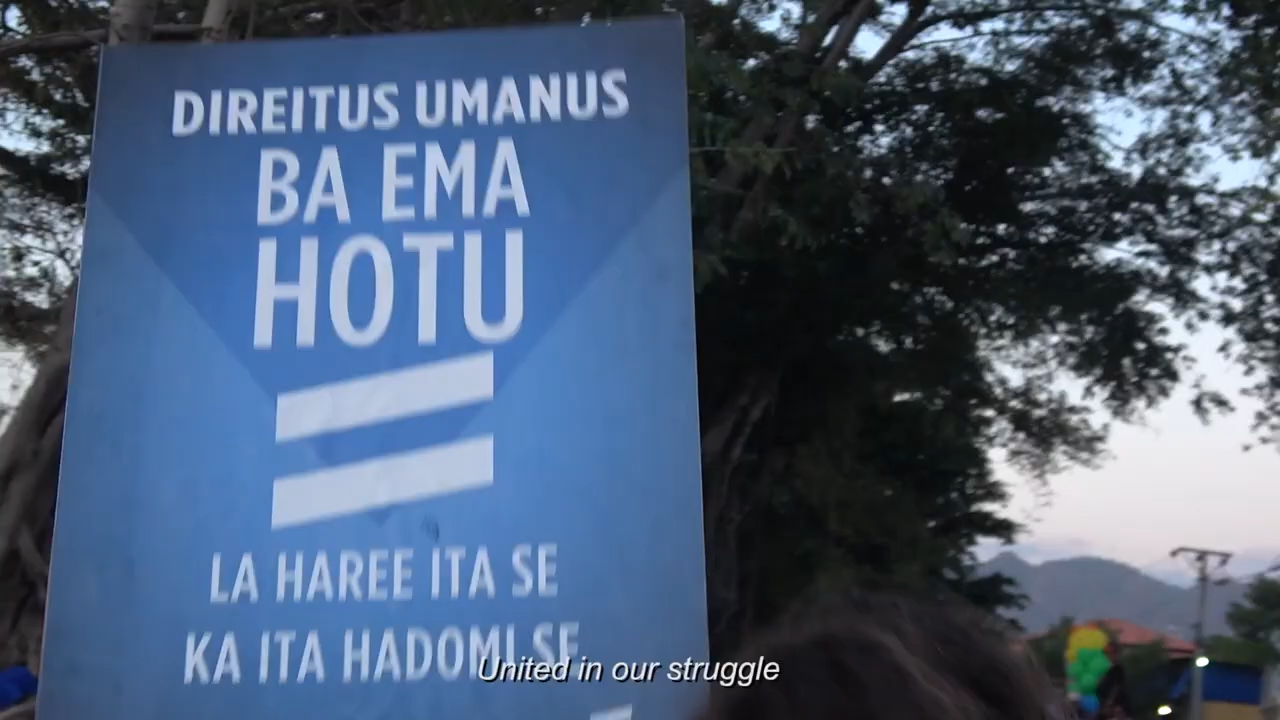 DIREITUS UMANUS
BA EMA
HOTU
LA HAREE ITA SE
KA ITA HADOMI SE
United in our struggle